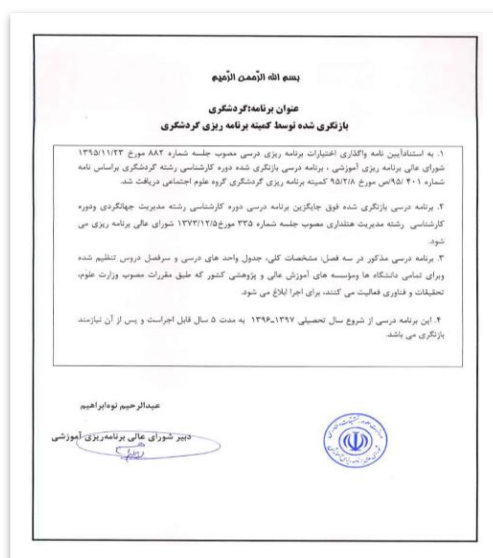 بسم الله الرّحمن الرّحیم
عنوان برنامه:گردشگری
بازنگری شده توسط کمیته برنامه ریزی گردشگری
۱. به استنادآیین نامه واگذاری اختیارات برنامه ریزی درسی مصوب جلسه شماره ۸۸۲ مورخ ۱۳۹۵/۱۱/۲۳
شورای عالی برنامه ریزی آموزشی ، برنامه درسی بازنگری شده دوره کارشناسی رشته گردشگری براساس نامه
شماره ۴۰۱ /۹۵/ص مورخ ۹۵/۲/۸ کمیته برنامه ریزی گردشگری گروه علوم اجتماعی دریافت شد.
۲. برنامه درسی بازنگری شده فوق جایگزین برنامه درسی دوره کارشناسی رشته مدیریت جهانگردی ودوره
کارشناسی رشته مدیریت هتلداری مصوب جلسه شماره ۳۳۵ مورخ۱۳۷۳/۱۲/۵ شورای عالی برنامه ریزی می
شود.
۳. برنامه درسی مذکور در سه فصل: مشخصات کلی، جدول واحد های درسی و سرفصل دروس تنظیم شده
وبرای تمامی دانشگاه ها ومؤسسه های آموزش عالی و پژوهشی کشور که طبق مقررات مصوب وزارت علوم،
تحقیقات و فناوری فعالیت می کنند، برای اجرا ابلاغ می شود.
۴. این برنامه درسی از شروع سال تحصیلی ۱۳۹۷-۱۳۹۶ به مدت ۵ سال قابل اجراست و پس از آن نیازمند
بازنگری می باشد.
عبدالرحیم نوه‌ابراهیم
دبیر شورای عالی برنامه‌ریزی آموزشی